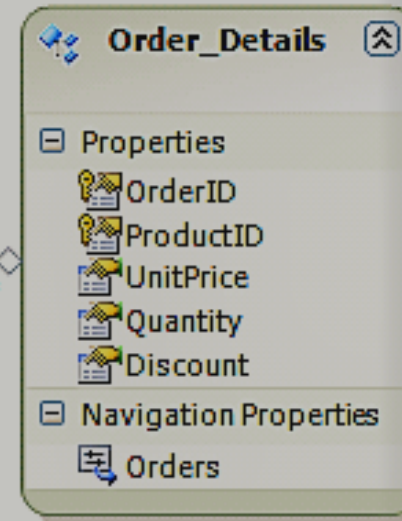 Order_Details
Properties
OrderID
ProductID
UnitPrice
Quantity
Discount
Navigation Properties
Orders